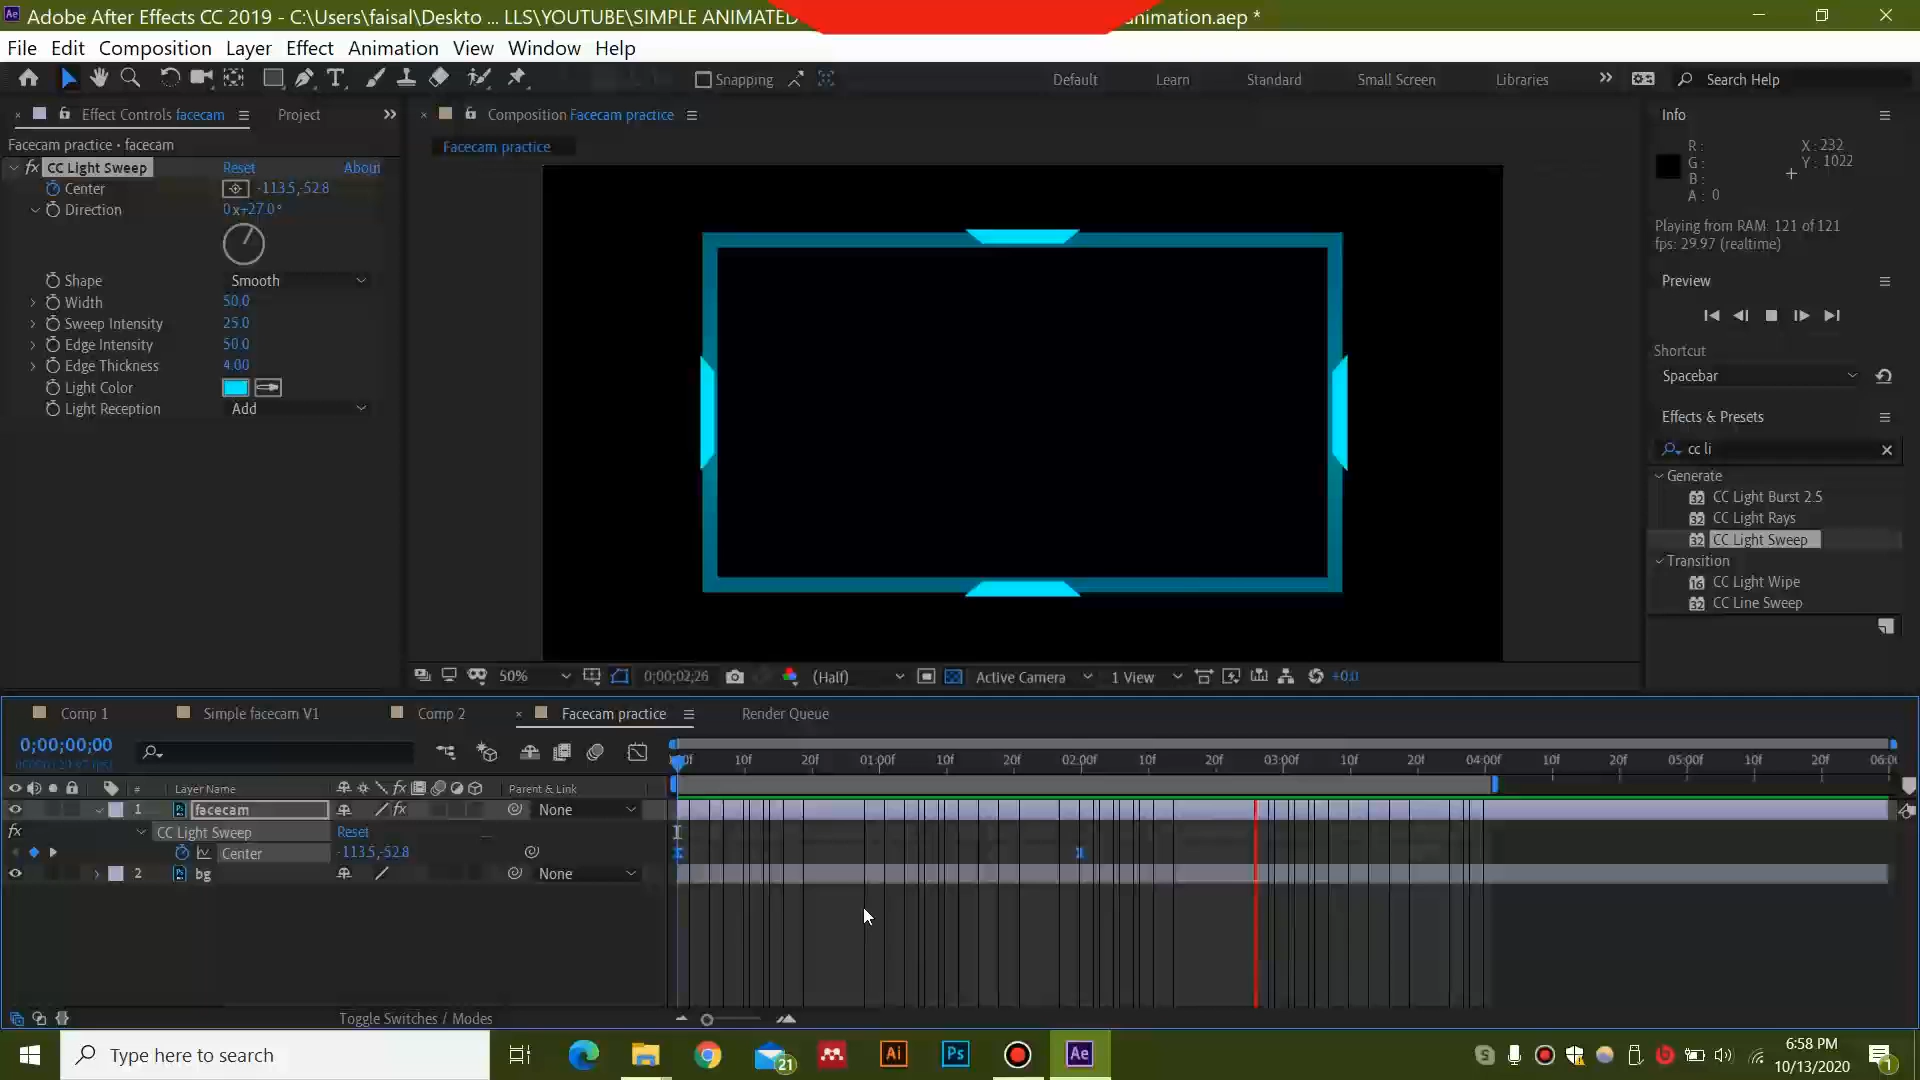 Ae Adobe After Effects CC 2019 - C:\Users\faisal\Deskto ... LLS\YOUTUBE\SIMPLE ANIMATED animation.aep *
File Edit Composition Layer Effect Animation View Window Help
Snapping Default Learn Standard Small Screen Libraries Search Help
Effect Controls facecam Project
Composition Facecam practice
Info
Facecam practice • facecam
Facecam practice
fx CC Light Sweep Reset About
Center -113.5,-52.8
Direction 0x+27.0°
Shape Smooth
Width 50.0
Sweep Intensity 25.0
Edge Intensity 50.0
Edge Thickness 4.00
Light Color
Light Reception Add
R:
G:
B:
A: 0
X: 232
Y: 1022
Playing from RAM: 121 of 121
fps: 29.97 (realtime)
Preview
Shortcut
Spacebar
Effects & Presets
cc li
Generate
CC Light Burst 2.5
CC Light Rays
CC Light Sweep
Transition
CC Light Wipe
CC Line Sweep
50% 0;00;02;26 (Half) Active Camera 1 View +0.0
Comp 1 Simple facecam V1 Comp 2 Facecam practice Render Queue
0;00;00;00
10f 20f 01:00f 10f 20f 02:00f 10f 20f 03:00f 10f 20f 04:00f 10f 20f 05:00f 10f 20f
# Layer Name fx Parent & Link
1 facecam fx None
fx CC Light Sweep Reset
Center -113.5,-52.8
2 bg None
Toggle Switches / Modes
Type here to search
21
Ai
Ps
Ae
6:58 PM
10/13/2020
1